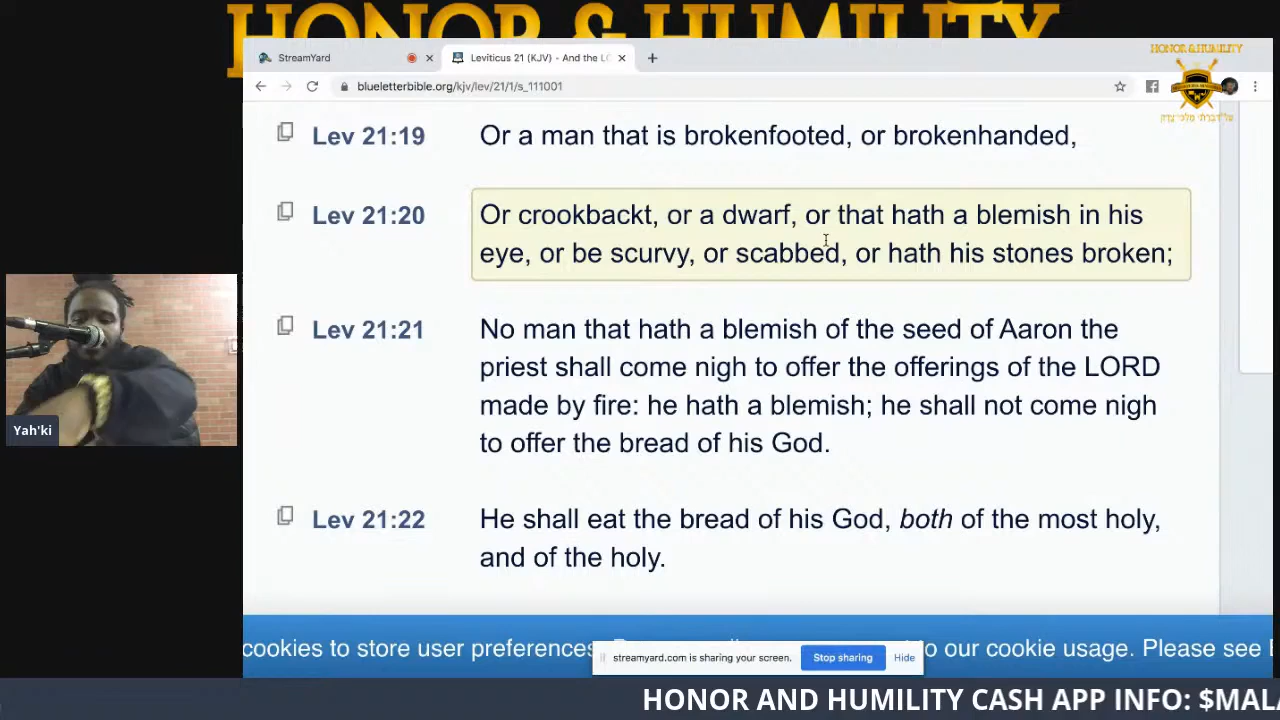 HONOR & HUMILITY
StreamYard
Leviticus 21 (KJV) - And the LO
HONOR & HUMILITY
blueletterbible.org/kjv/lev/21/1/s_111001
Lev 21:19
Or a man that is brokenfooted, or brokenhanded,
Lev 21:20
Or crookbackt, or a dwarf, or that hath a blemish in his
eye, or be scurvy, or scabbed, or hath his stones broken;
Lev 21:21
No man that hath a blemish of the seed of Aaron the
priest shall come nigh to offer the offerings of the LORD
made by fire: he hath a blemish; he shall not come nigh
to offer the bread of his God.
Yah'ki
Lev 21:22
He shall eat the bread of his God, both of the most holy,
and of the holy.
cookies to store user preferences. to our cookie usage. Please see
streamyard.com is sharing your screen. Stop sharing Hide
HONOR AND HUMILITY CASH APP INFO: $MALA